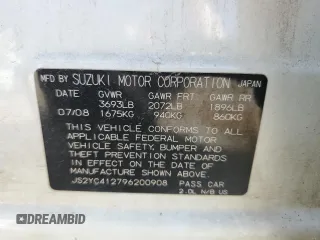 MFD BY SUZUKI MOTOR CORPORATION JAPAN
DATE GVWR GAWR FRT GAWR RR
3693LB 2072LB 1896LB
07/08 1675KG 940KG 860KG
THIS VEHICLE CONFORMS TO ALL
APPLICABLE FEDERAL MOTOR
VEHICLE SAFETY, BUMPER AND
THEFT PREVENTION STANDARDS
IN EFFECT ON THE DATE OF
MANUFACTURE SHOWN ABOVE.
JS2YC412796200908 PASS CAR
2.0L N/B US
DREAMBID